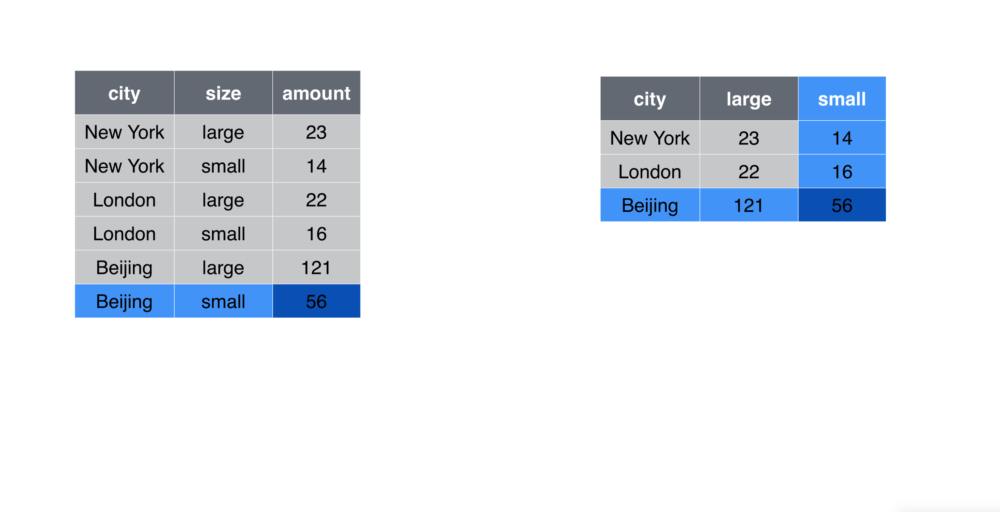 city size amount
New York large 23
New York small 14
London large 22
London small 16
Beijing large 121
Beijing small 56
city large small
New York 23 14
London 22 16
Beijing 121 56